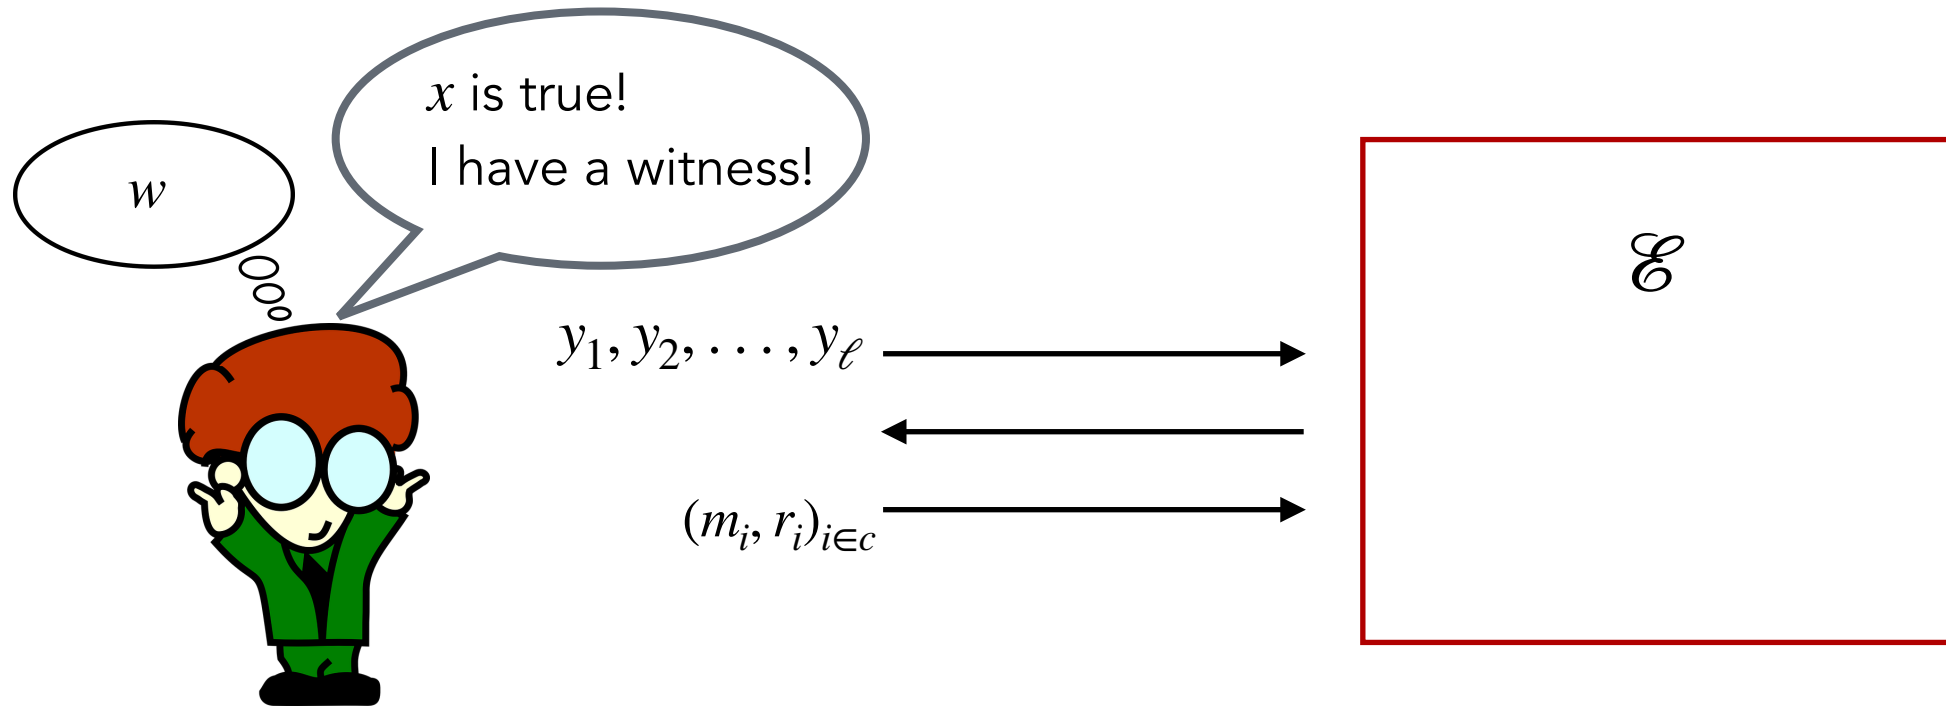 x is true!
I have a witness!
w
ℰ
y₁, y₂, . . . , y_ℓ
(mᵢ, rᵢ)_{i∈c}